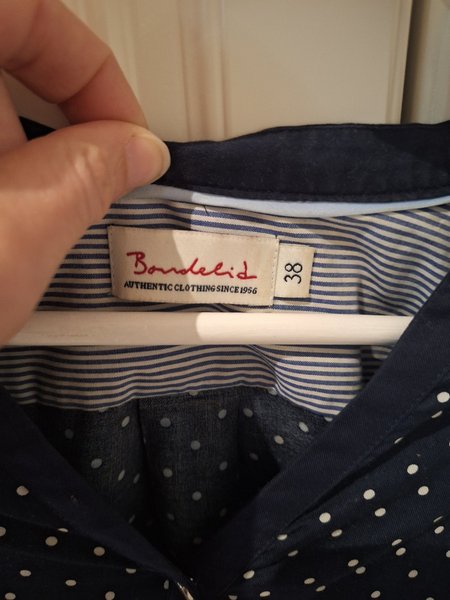 Bondelid
AUTHENTIC CLOTHING SINCE 1956
38